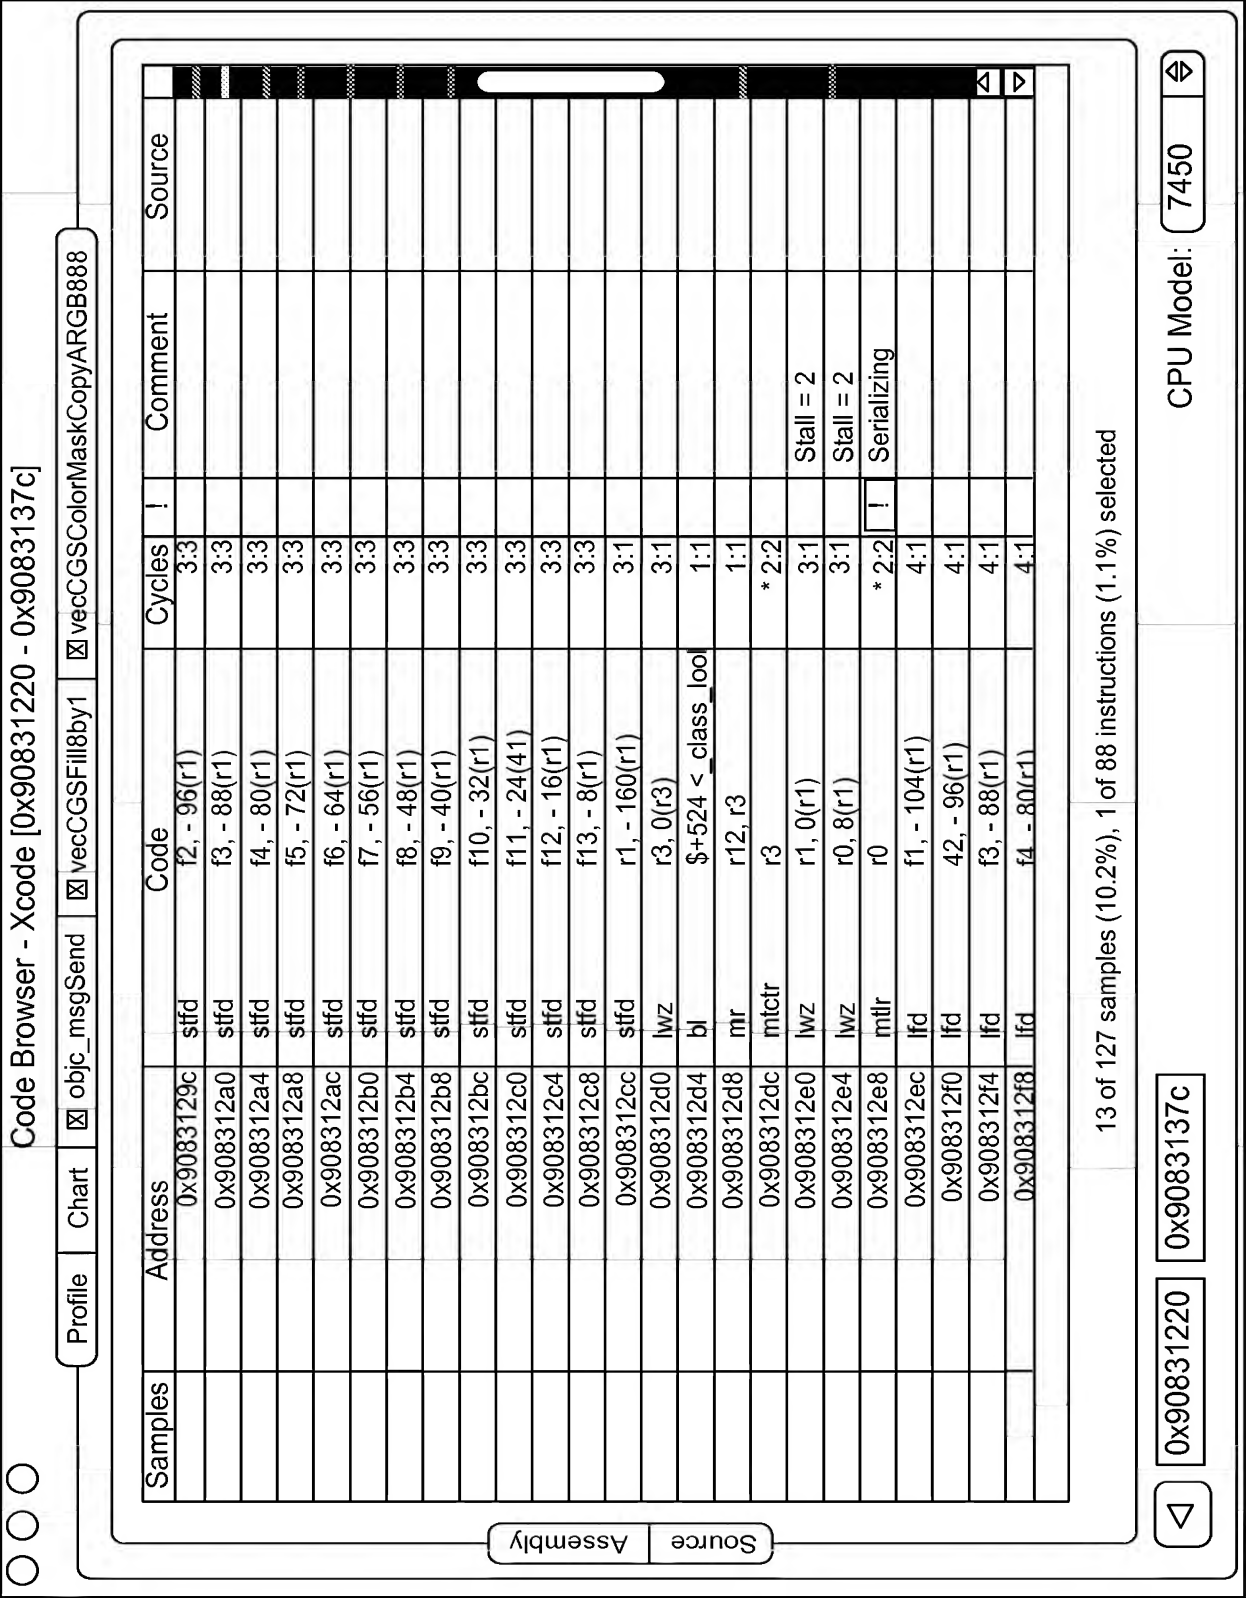 Code Browser - Xcode [0x90831220 - 0x9083137c]
Profile Chart ☒ objc_msgSend ☒ vecCGSFill8by1 ☒ vecCGSColorMaskCopyARGB888
Samples Address Code Cycles ! Comment Source
0x9083129c stfd f2, - 96(r1) 3:3
0x908312a0 stfd f3, - 88(r1) 3:3
0x908312a4 stfd f4, - 80(r1) 3:3
0x908312a8 stfd f5, - 72(r1) 3:3
0x908312ac stfd f6, - 64(r1) 3:3
0x908312b0 stfd f7, - 56(r1) 3:3
0x908312b4 stfd f8, - 48(r1) 3:3
0x908312b8 stfd f9, - 40(r1) 3:3
0x908312bc stfd f10, - 32(r1) 3:3
0x908312c0 stfd f11, - 24(41) 3:3
0x908312c4 stfd f12, - 16(r1) 3:3
0x908312c8 stfd f13, - 8(r1) 3:3
0x908312cc stfd r1, - 160(r1) 3:1
0x908312d0 lwz r3, 0(r3) 3:1
0x908312d4 bl $+524 < _class_lool 1:1
0x908312d8 mr r12, r3 1:1
0x908312dc mtctr r3 * 2:2
0x908312e0 lwz r1, 0(r1) 3:1 Stall = 2
0x908312e4 lwz r0, 8(r1) 3:1 Stall = 2
0x908312e8 mtlr r0 * 2:2 ! Serializing
0x908312ec lfd f1, - 104(r1) 4:1
0x908312f0 lfd 42, - 96(r1) 4:1
0x908312f4 lfd f3, - 88(r1) 4:1
0x908312f8 lfd f4, - 80(r1) 4:1
Assembly
Source
13 of 127 samples (10.2%), 1 of 88 instructions (1.1%) selected
0x90831220 0x9083137c CPU Model: 7450